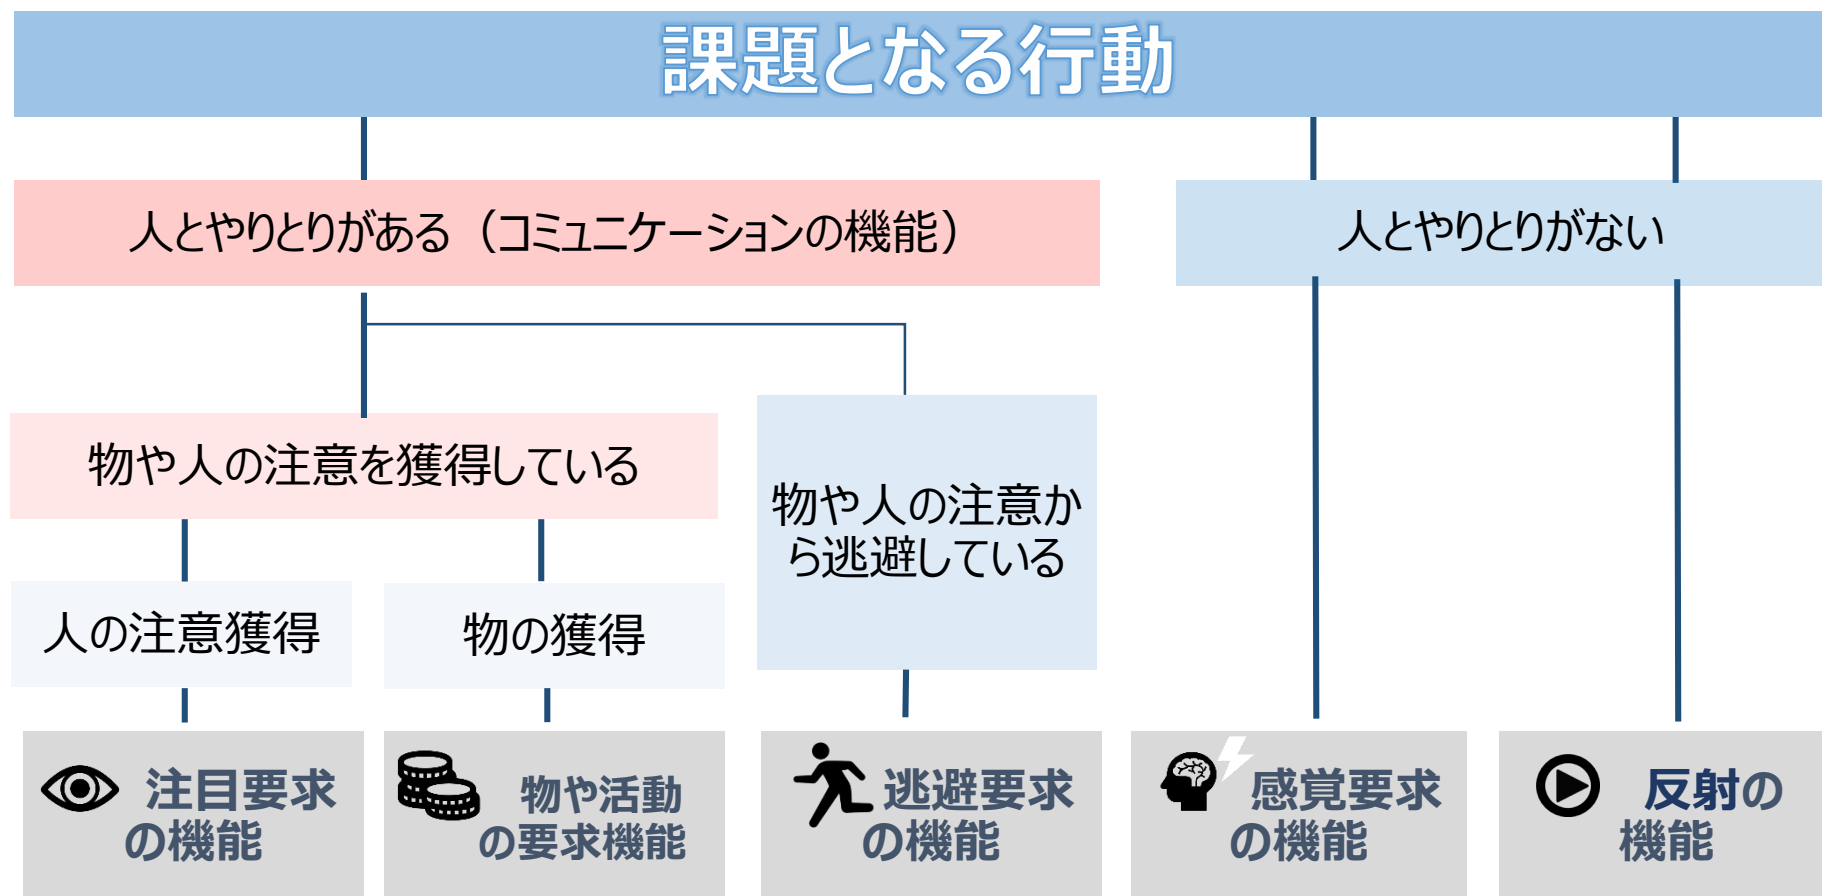 課題となる行動
人とやりとりがある（コミュニケーションの機能）
人とやりとりがない
物や人の注意を獲得している
物や人の注意か
ら逃避している
人の注意獲得
物の獲得
注目要求
の機能
物や活動
の要求機能
逃避要求
の機能
感覚要求
の機能
反射の
機能